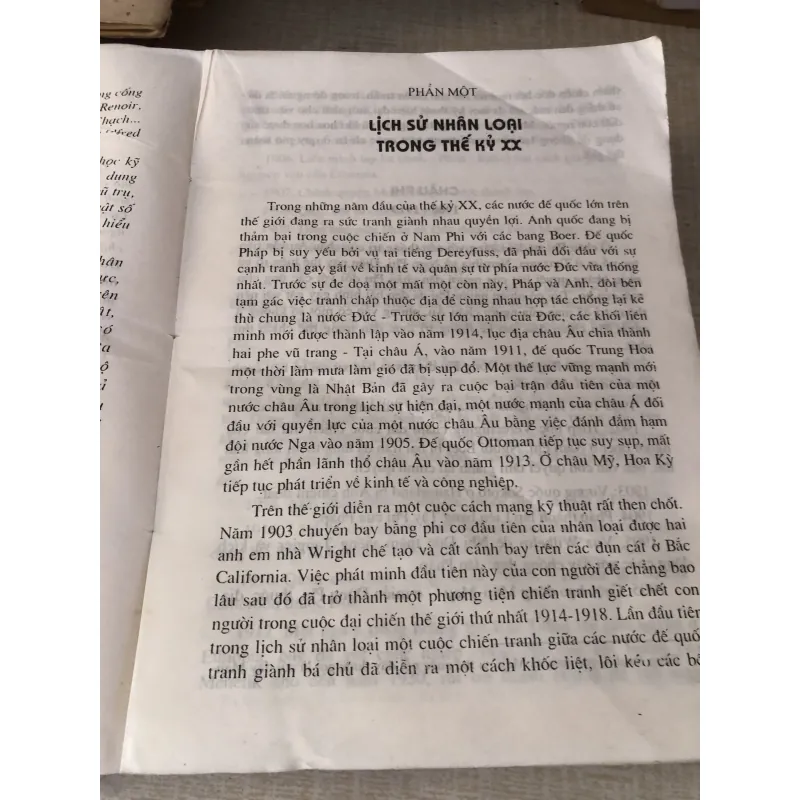 ng cống
Renoir,
Thạch...
học kỹ
dung
vũ trụ,
vật số
hiểu
PHẦN MỘT
LỊCH SỬ NHÂN LOẠI
TRONG THẾ KỶ XX
Trong những năm đầu của thế kỷ XX, các nước đế quốc lớn trên
thế giới đang ra sức tranh giành nhau quyền lợi. Anh quốc đang bị
thảm bại trong cuộc chiến ở Nam Phi với các bang Boer. Đế quốc
Pháp bị suy yếu bởi vụ tai tiếng Dereyfuss, đã phải đối đầu với sự
cạnh tranh gay gắt về kinh tế và quân sự từ phía nước Đức vừa thống
nhất. Trước sự đe doạ một mất một còn này, Pháp và Anh, đôi bên
tạm gác việc tranh chấp thuộc địa để cùng nhau hợp tác chống lại kẻ
thù chung là nước Đức - Trước sự lớn mạnh của Đức, các khối liên
minh mới được thành lập vào năm 1914, lục địa châu Âu chia thành
hai phe vũ trang - Tại châu Á, vào năm 1911, đế quốc Trung Hoa
một thời làm mưa làm gió đã bị sụp đổ. Một thế lực vững mạnh mới
trong vùng là Nhật Bản đã gây ra cuộc bại trận đầu tiên của một
nước châu Âu trong lịch sự hiện đại, một nước mạnh của châu Á đối
đầu với quyền lực của một nước châu Âu bằng việc đánh đắm hạm
đội nước Nga vào năm 1905. Đế quốc Ottoman tiếp tục suy sụp, mất
gần hết phần lãnh thổ châu Âu vào năm 1913. Ở châu Mỹ, Hoa Kỳ
tiếp tục phát triển về kinh tế và công nghiệp.
Trên thế giới diễn ra một cuộc cách mạng kỹ thuật rất then chốt.
Năm 1903 chuyến bay bằng phi cơ đầu tiên của nhân loại được hai
anh em nhà Wright chế tạo và cất cánh bay trên các đụn cát ở Bắc
California. Việc phát minh đầu tiên này của con người để chẳng bao
lâu sau đó đã trở thành một phương tiện chiến tranh giết chết con
người trong cuộc đại chiến thế giới thứ nhất 1914-1918. Lần đầu tiên
trong lịch sử nhân loại một cuộc chiến tranh giữa các nước đế quố
tranh giành bá chủ đã diễn ra một cách khốc liệt, lôi kéo các bê